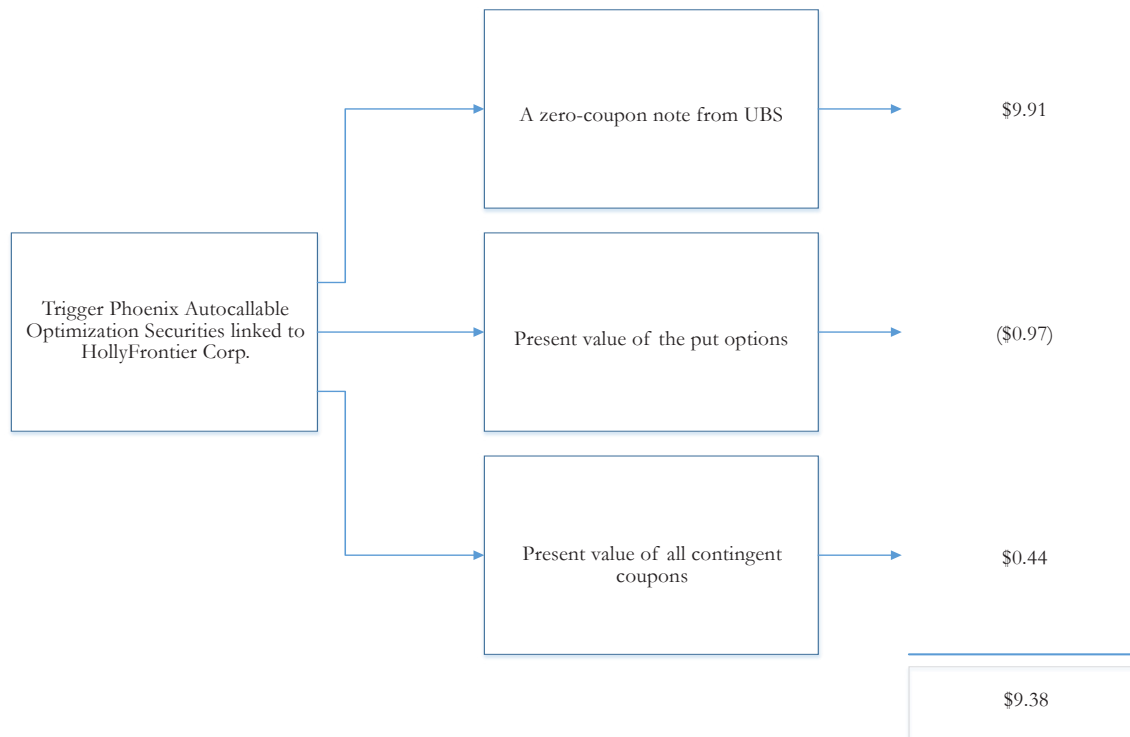 A zero-coupon note from UBS
$9.91
Trigger Phoenix Autocallable
Optimization Securities linked to
HollyFrontier Corp.
Present value of the put options
($0.97)
Present value of all contingent
coupons
$0.44
$9.38